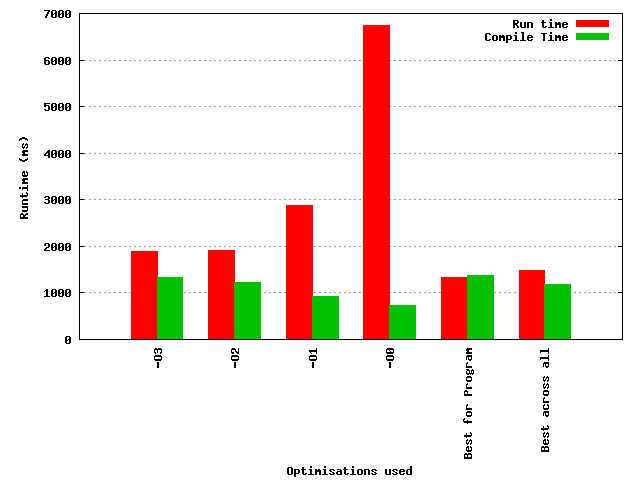 7000
6000
5000
4000
3000
2000
1000
0
Runtime (ms)
Run time
Compile Time
-O3
-O2
-O1
-O0
Best for Program
Best across all
Optimisations used